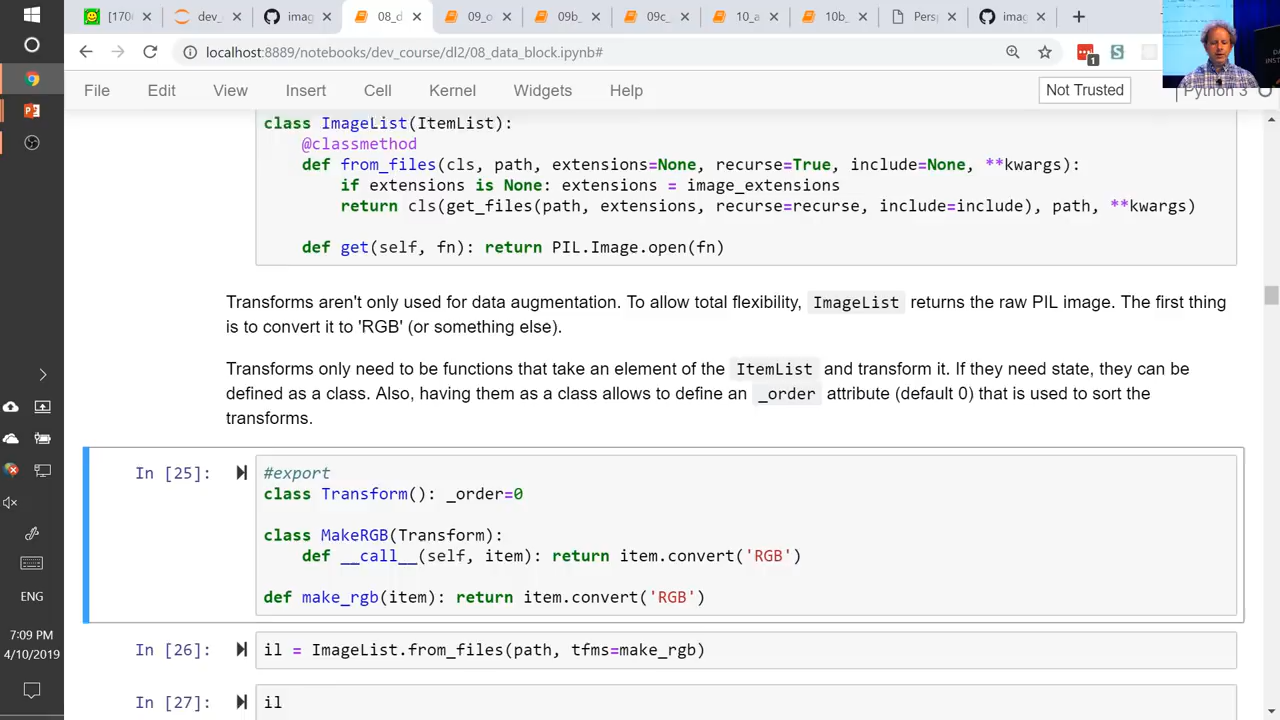 [170
dev_
imag
08_d
09_o
09b_
09c_
10_a
10b_
Persp
imag
localhost:8889/notebooks/dev_course/dl2/08_data_block.ipynb#
1
File Edit View Insert Cell Kernel Widgets Help
Not Trusted
Python 3
class ImageList(ItemList):
@classmethod
def from_files(cls, path, extensions=None, recurse=True, include=None, **kwargs):
if extensions is None: extensions = image_extensions
return cls(get_files(path, extensions, recurse=recurse, include=include), path, **kwargs)
def get(self, fn): return PIL.Image.open(fn)
Transforms aren't only used for data augmentation. To allow total flexibility, ImageList returns the raw PIL image. The first thing
is to convert it to 'RGB' (or something else).
Transforms only need to be functions that take an element of the ItemList and transform it. If they need state, they can be
defined as a class. Also, having them as a class allows to define an _order attribute (default 0) that is used to sort the
transforms.
In [25]:
#export
class Transform(): _order=0
class MakeRGB(Transform):
def __call__(self, item): return item.convert('RGB')
def make_rgb(item): return item.convert('RGB')
In [26]: il = ImageList.from_files(path, tfms=make_rgb)
In [27]: il
ENG
7:09 PM
4/10/2019